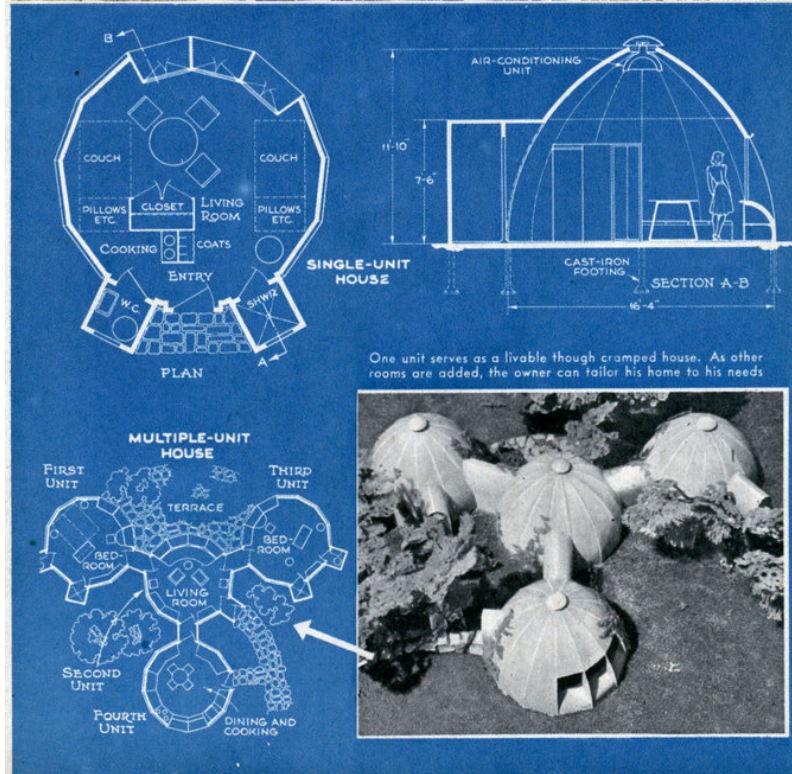 B
COUCH
COUCH
PILLOWS
ETC.
CLOSET
LIVING
ROOM
PILLOWS
ETC.
COOKING
COATS
ENTRY
W.C.
SHWR
A
PLAN
SINGLE-UNIT
HOUSE
AIR-CONDITIONING
UNIT
11'-10"
7'-6"
CAST-IRON
FOOTING
SECTION A-B
16'-4"
One unit serves as a livable though cramped house. As other
rooms are added, the owner can tailor his home to his needs
MULTIPLE-UNIT
HOUSE
FIRST
UNIT
THIRD
UNIT
TERRACE
BED-
ROOM
BED-
ROOM
LIVING
ROOM
SECOND
UNIT
FOURTH
UNIT
DINING AND
COOKING